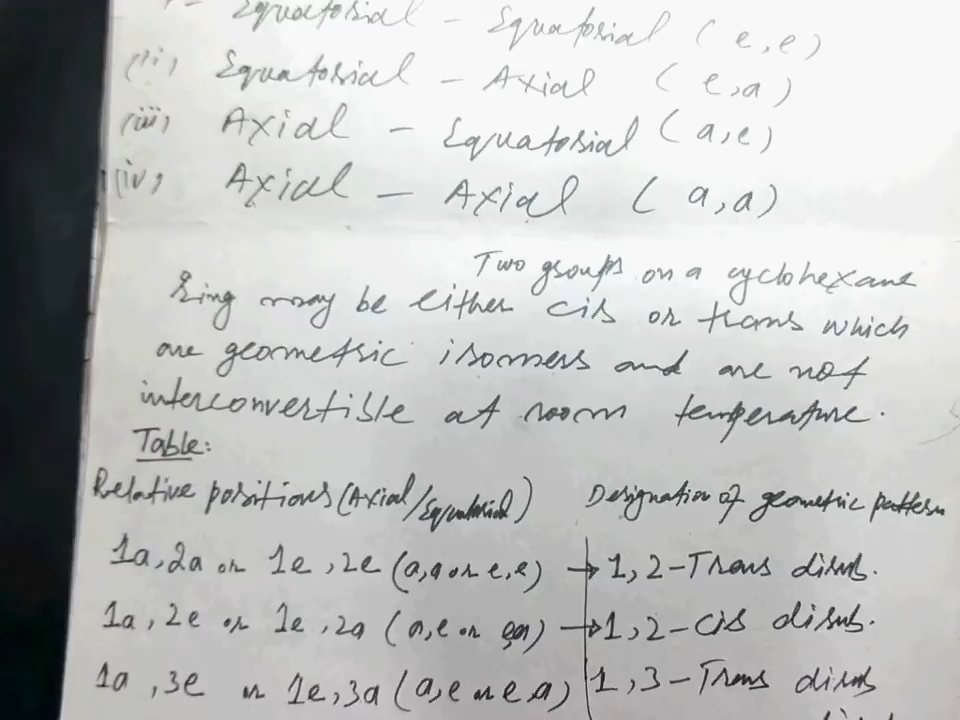 Equatorial - Equatorial (e,e)
(ii) Equatorial - Axial (e,a)
(iii) Axial - Equatorial (a,e)
(iv) Axial - Axial (a,a)
Two groups on a cyclohexane
Ring may be either cis or trans which
are geometric isomers and are not
interconvertible at room temperature.
Table:
Relative positions (Axial/Equatorial) Designation of geometric pattern
1a,2a or 1e,2e (a,a or e,e) → 1,2-Trans disub.
1a,2e or 1e,2a (a,e or e,a) → 1,2-cis disub.
1a,3e or 1e,3a (a,e or e,a) 1,3-Trans disub